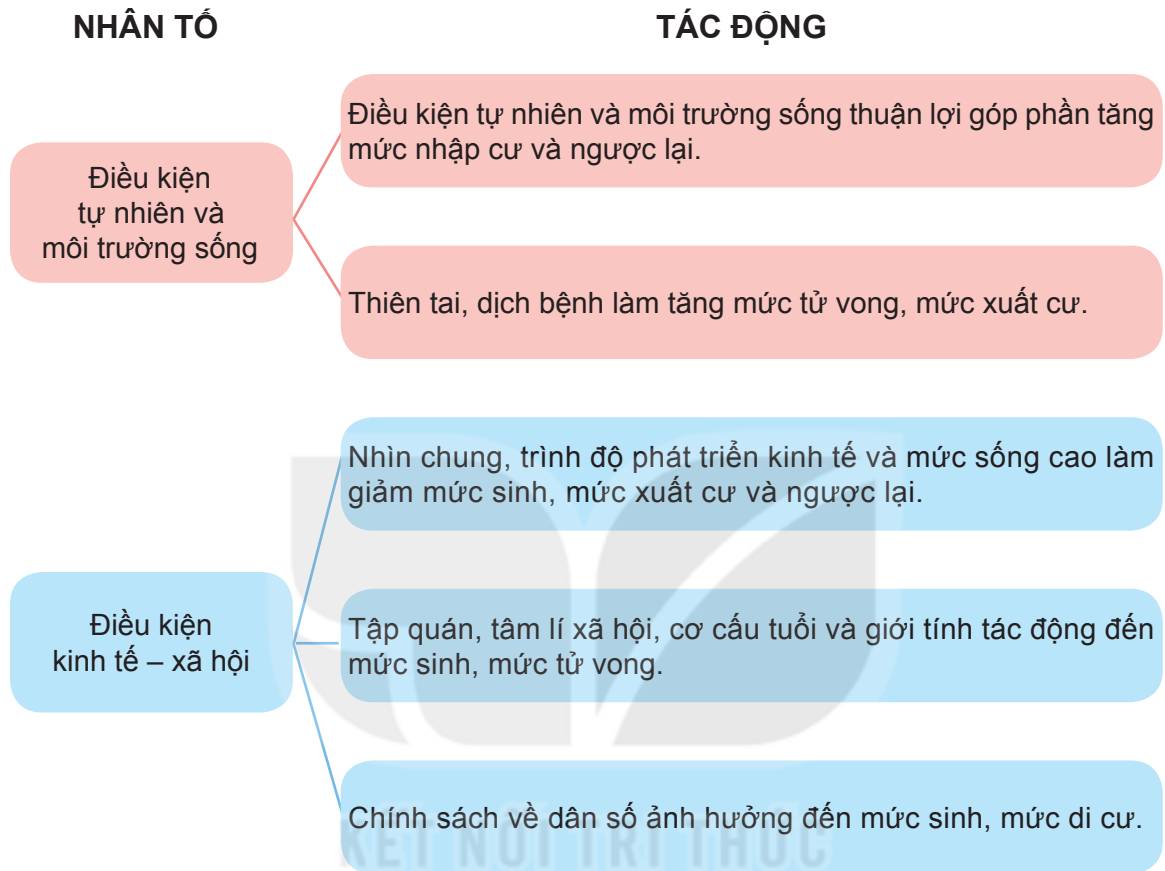 NHÂN TỐ
TÁC ĐỘNG
Điều kiện
tự nhiên và
môi trường sống
Điều kiện tự nhiên và môi trường sống thuận lợi góp phần tăng
mức nhập cư và ngược lại.
Thiên tai, dịch bệnh làm tăng mức tử vong, mức xuất cư.
Điều kiện
kinh tế – xã hội
Nhìn chung, trình độ phát triển kinh tế và mức sống cao làm
giảm mức sinh, mức xuất cư và ngược lại.
Tập quán, tâm lí xã hội, cơ cấu tuổi và giới tính tác động đến
mức sinh, mức tử vong.
Chính sách về dân số ảnh hưởng đến mức sinh, mức di cư.
KẾT NỐI TRI THỨC